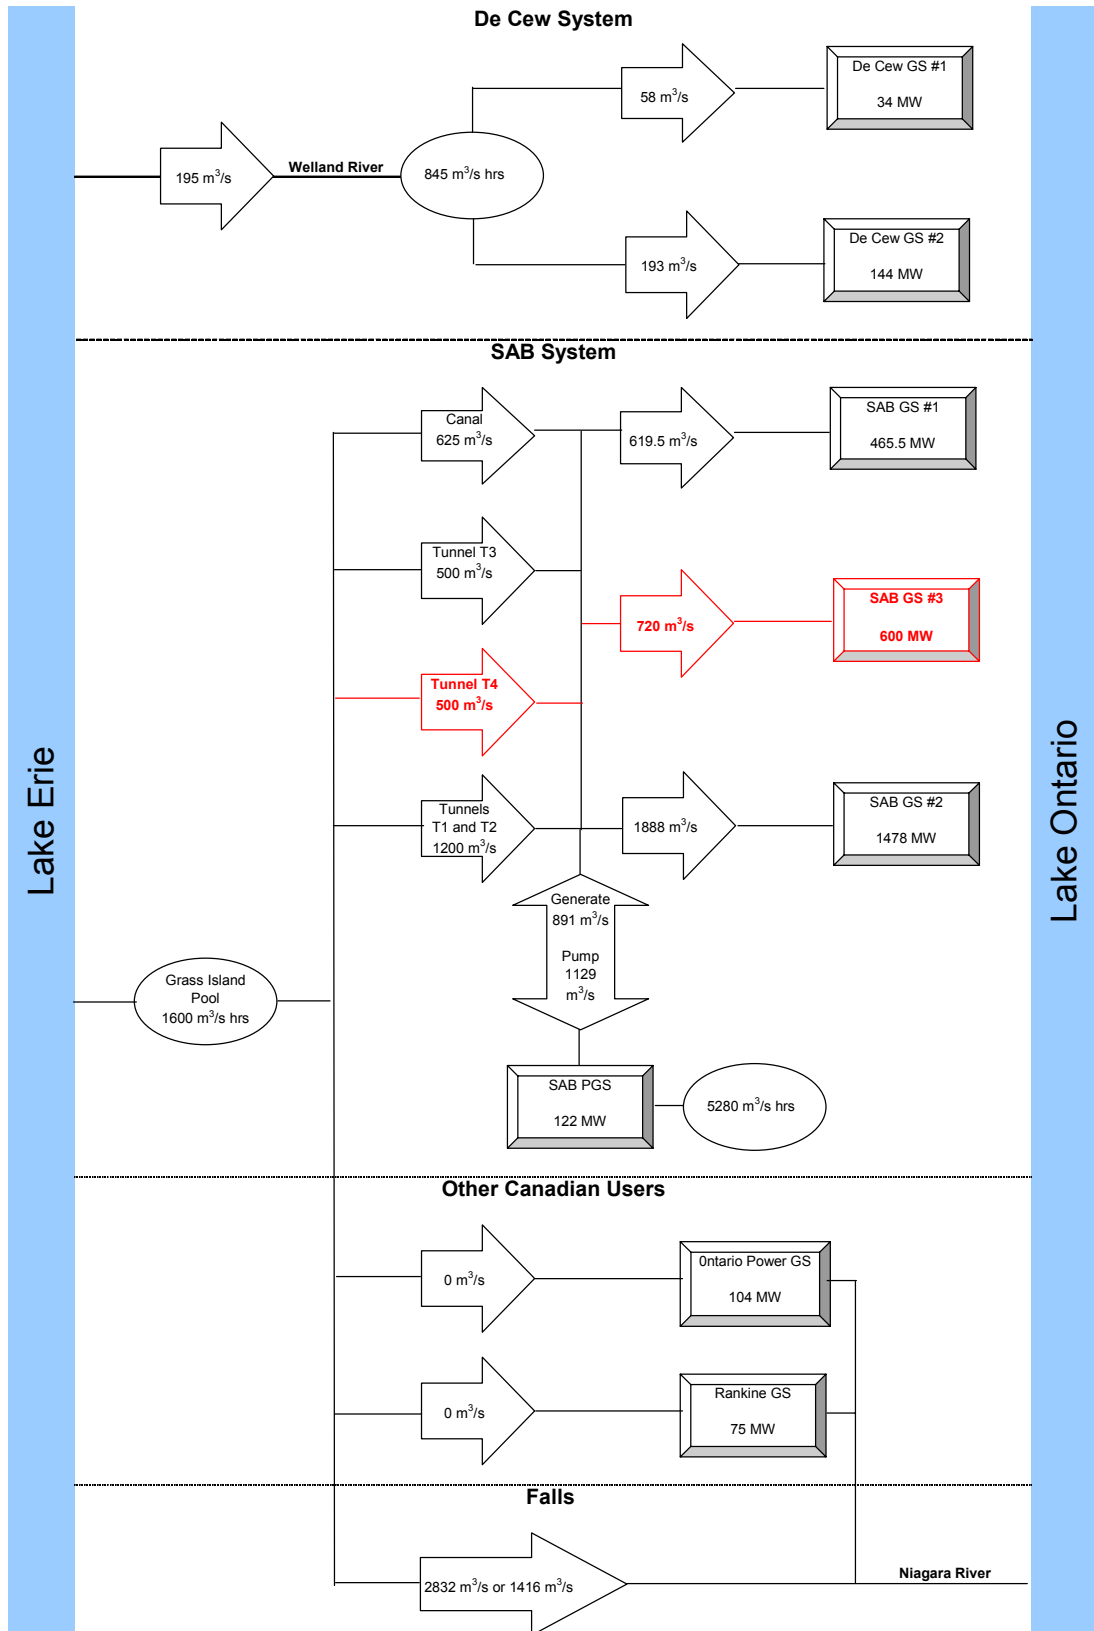 De Cew System
De Cew GS #1
34 MW
58 m³/s
195 m³/s
Welland River
845 m³/s hrs
De Cew GS #2
144 MW
193 m³/s
SAB System
Canal
625 m³/s
619.5 m³/s
SAB GS #1
465.5 MW
Tunnel T3
500 m³/s
720 m³/s
SAB GS #3
600 MW
Tunnel T4
500 m³/s
Lake Erie
Lake Ontario
Tunnels
T1 and T2
1200 m³/s
1888 m³/s
SAB GS #2
1478 MW
Generate
891 m³/s
Pump
1129
m³/s
Grass Island
Pool
1600 m³/s hrs
SAB PGS
122 MW
5280 m³/s hrs
Other Canadian Users
0 m³/s
0ntario Power GS
104 MW
0 m³/s
Rankine GS
75 MW
Falls
2832 m³/s or 1416 m³/s
Niagara River